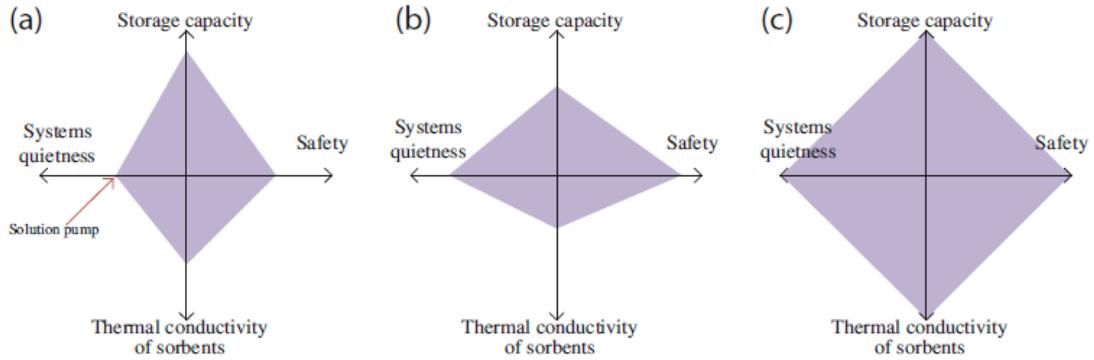 (a)
Storage capacity
Systems
quietness
Safety
Solution pump
Thermal conductivity
of sorbents
(b)
Storage capacity
Systems
quietness
Safety
Thermal conductivity
of sorbents
(c)
Storage capacity
Systems
quietness
Safety
Thermal conductivity
of sorbents